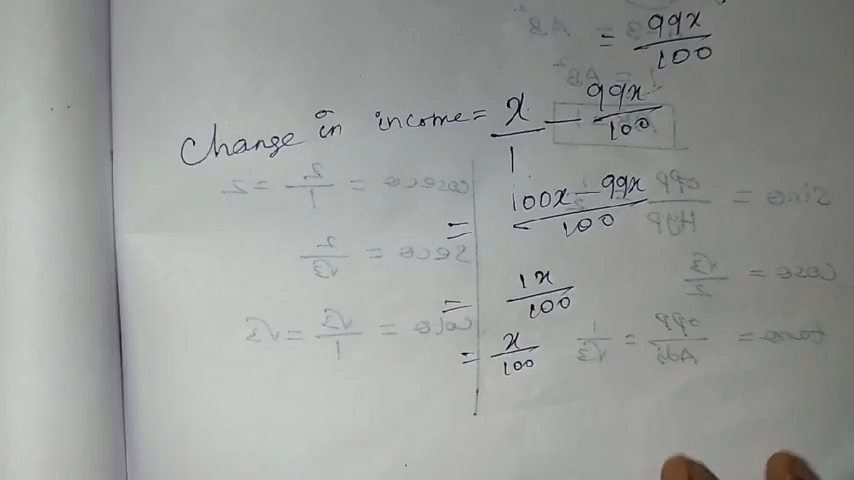 = 99x/100
Change in income = x/1 - 99x/100
= 100x - 99x/100
= 1x/100
= x/100